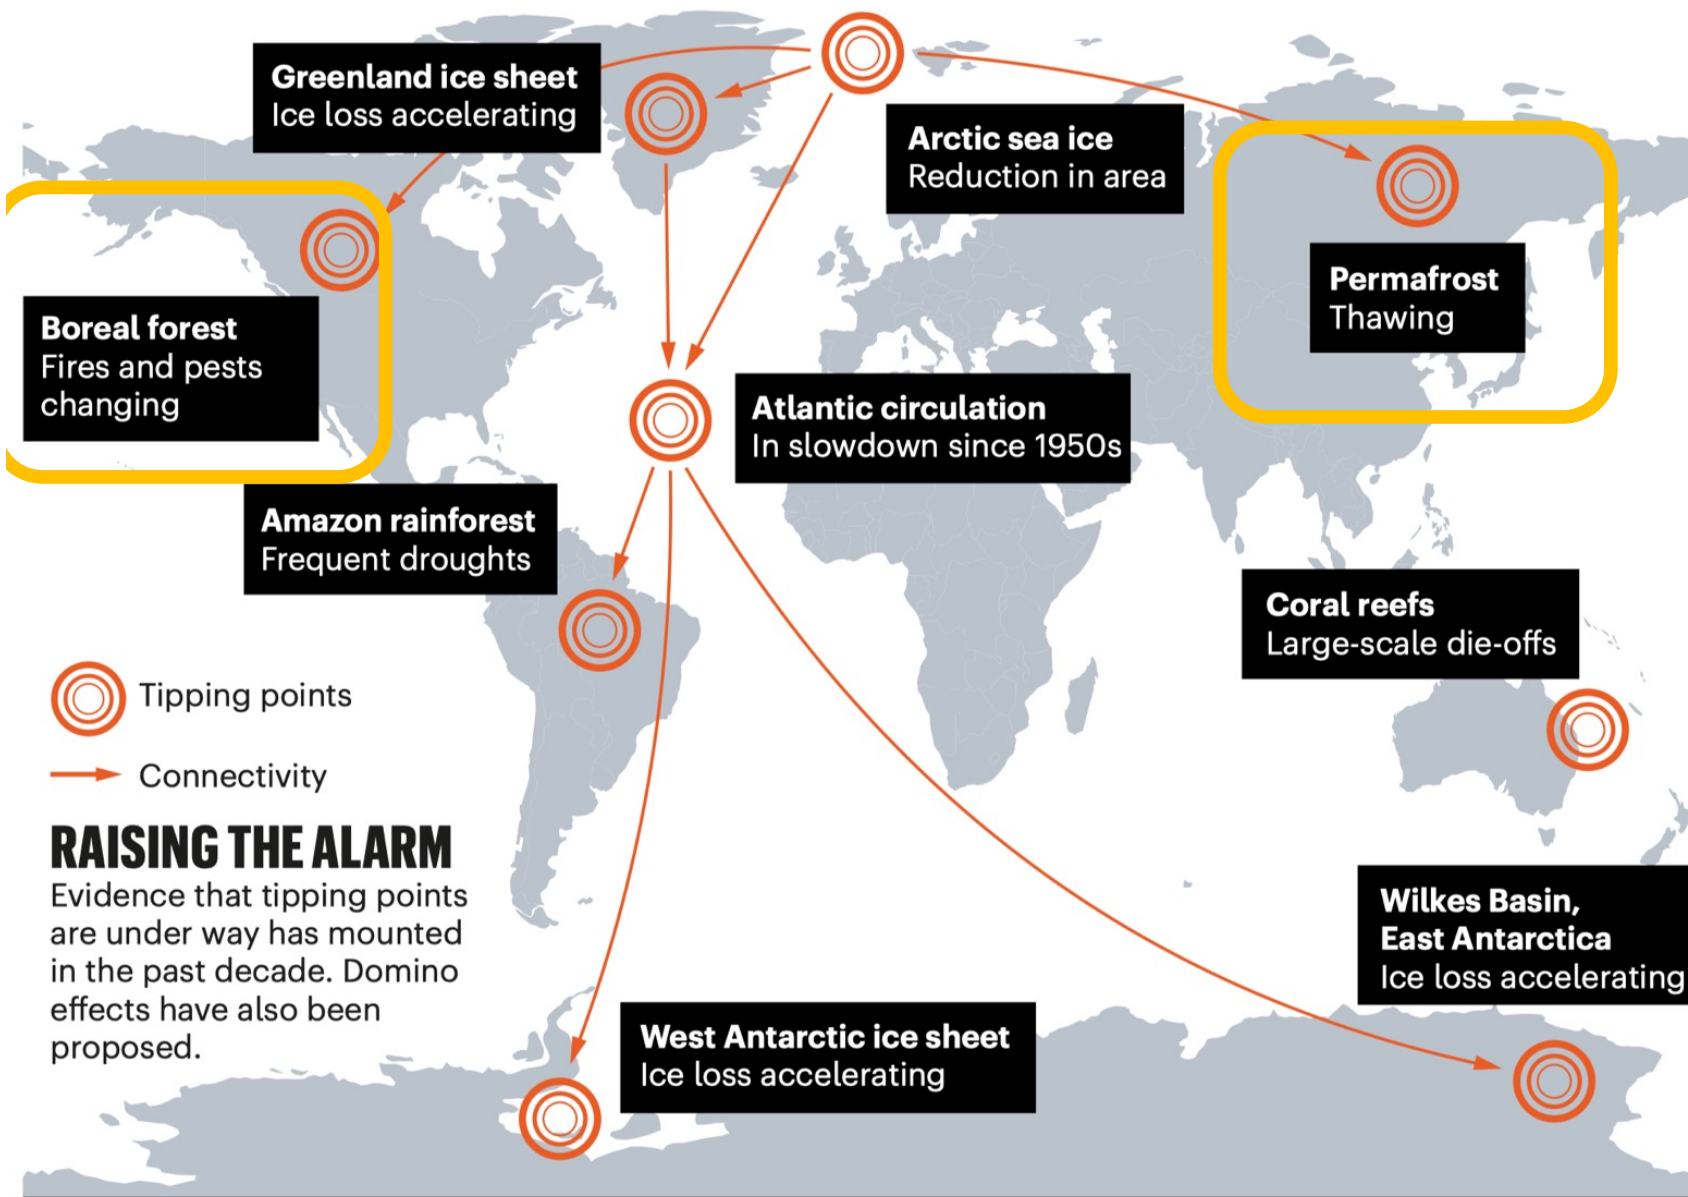 Greenland ice sheet
Ice loss accelerating
Arctic sea ice
Reduction in area
Permafrost
Thawing
Boreal forest
Fires and pests
changing
Atlantic circulation
In slowdown since 1950s
Amazon rainforest
Frequent droughts
Coral reefs
Large-scale die-offs
Tipping points
Connectivity
RAISING THE ALARM
Evidence that tipping points
are under way has mounted
in the past decade. Domino
effects have also been
proposed.
Wilkes Basin,
East Antarctica
Ice loss accelerating
West Antarctic ice sheet
Ice loss accelerating